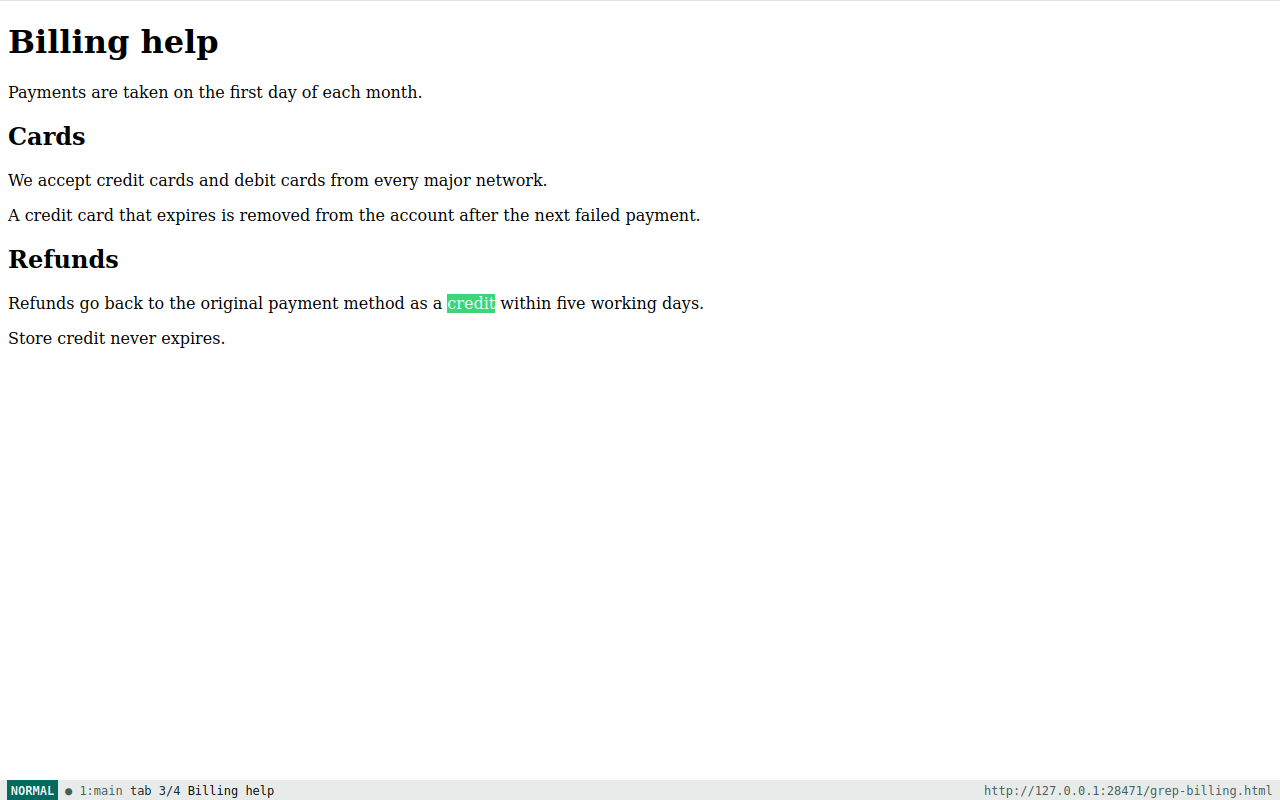 Billing help
Payments are taken on the first day of each month.
Cards
We accept credit cards and debit cards from every major network.
A credit card that expires is removed from the account after the next failed payment.
Refunds
Refunds go back to the original payment method as a credit within five working days.
Store credit never expires.
NORMAL ● 1:main tab 3/4 Billing help http://127.0.0.1:28471/grep-billing.html